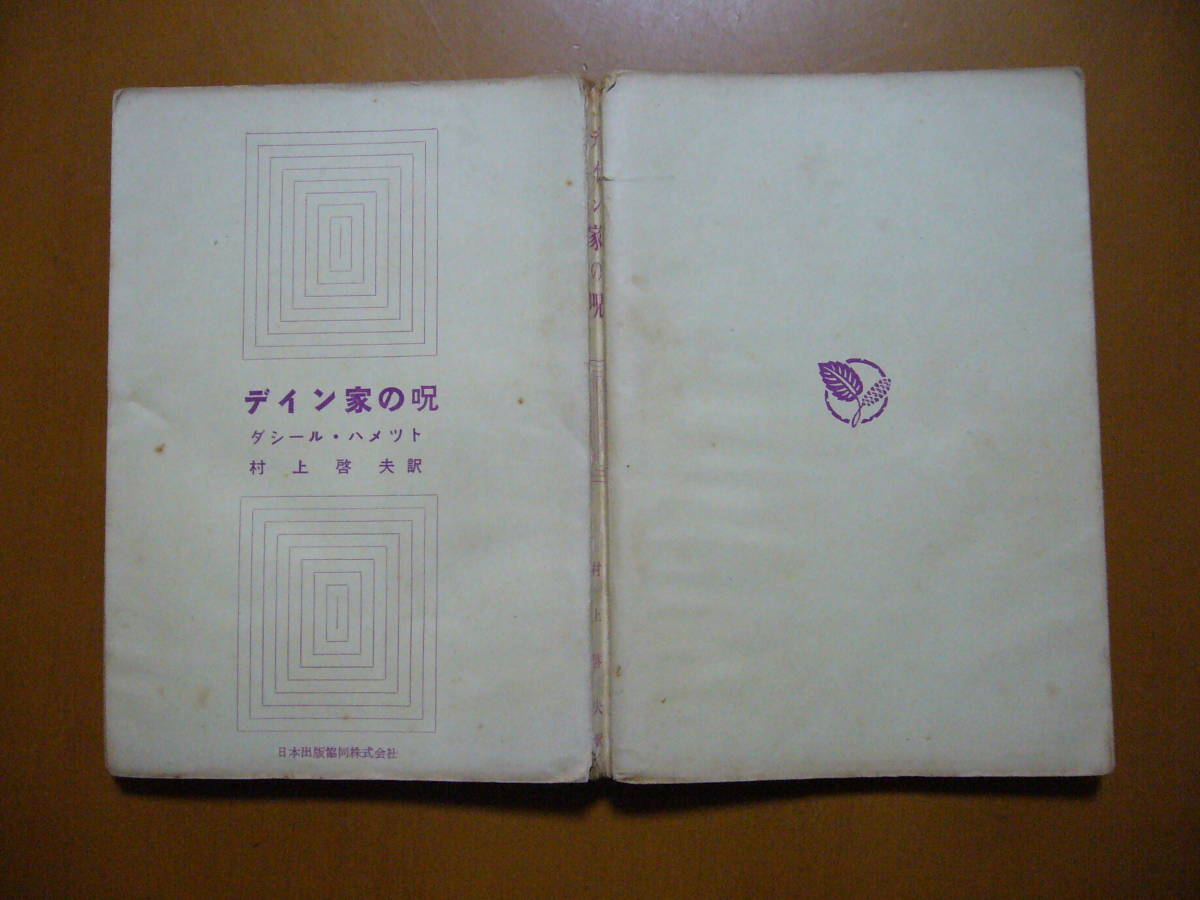 デイン家の呪
ダシール・ハメツト
村上啓夫訳
日本出版協同株式会社
デイン家の呪
村上啓夫訳